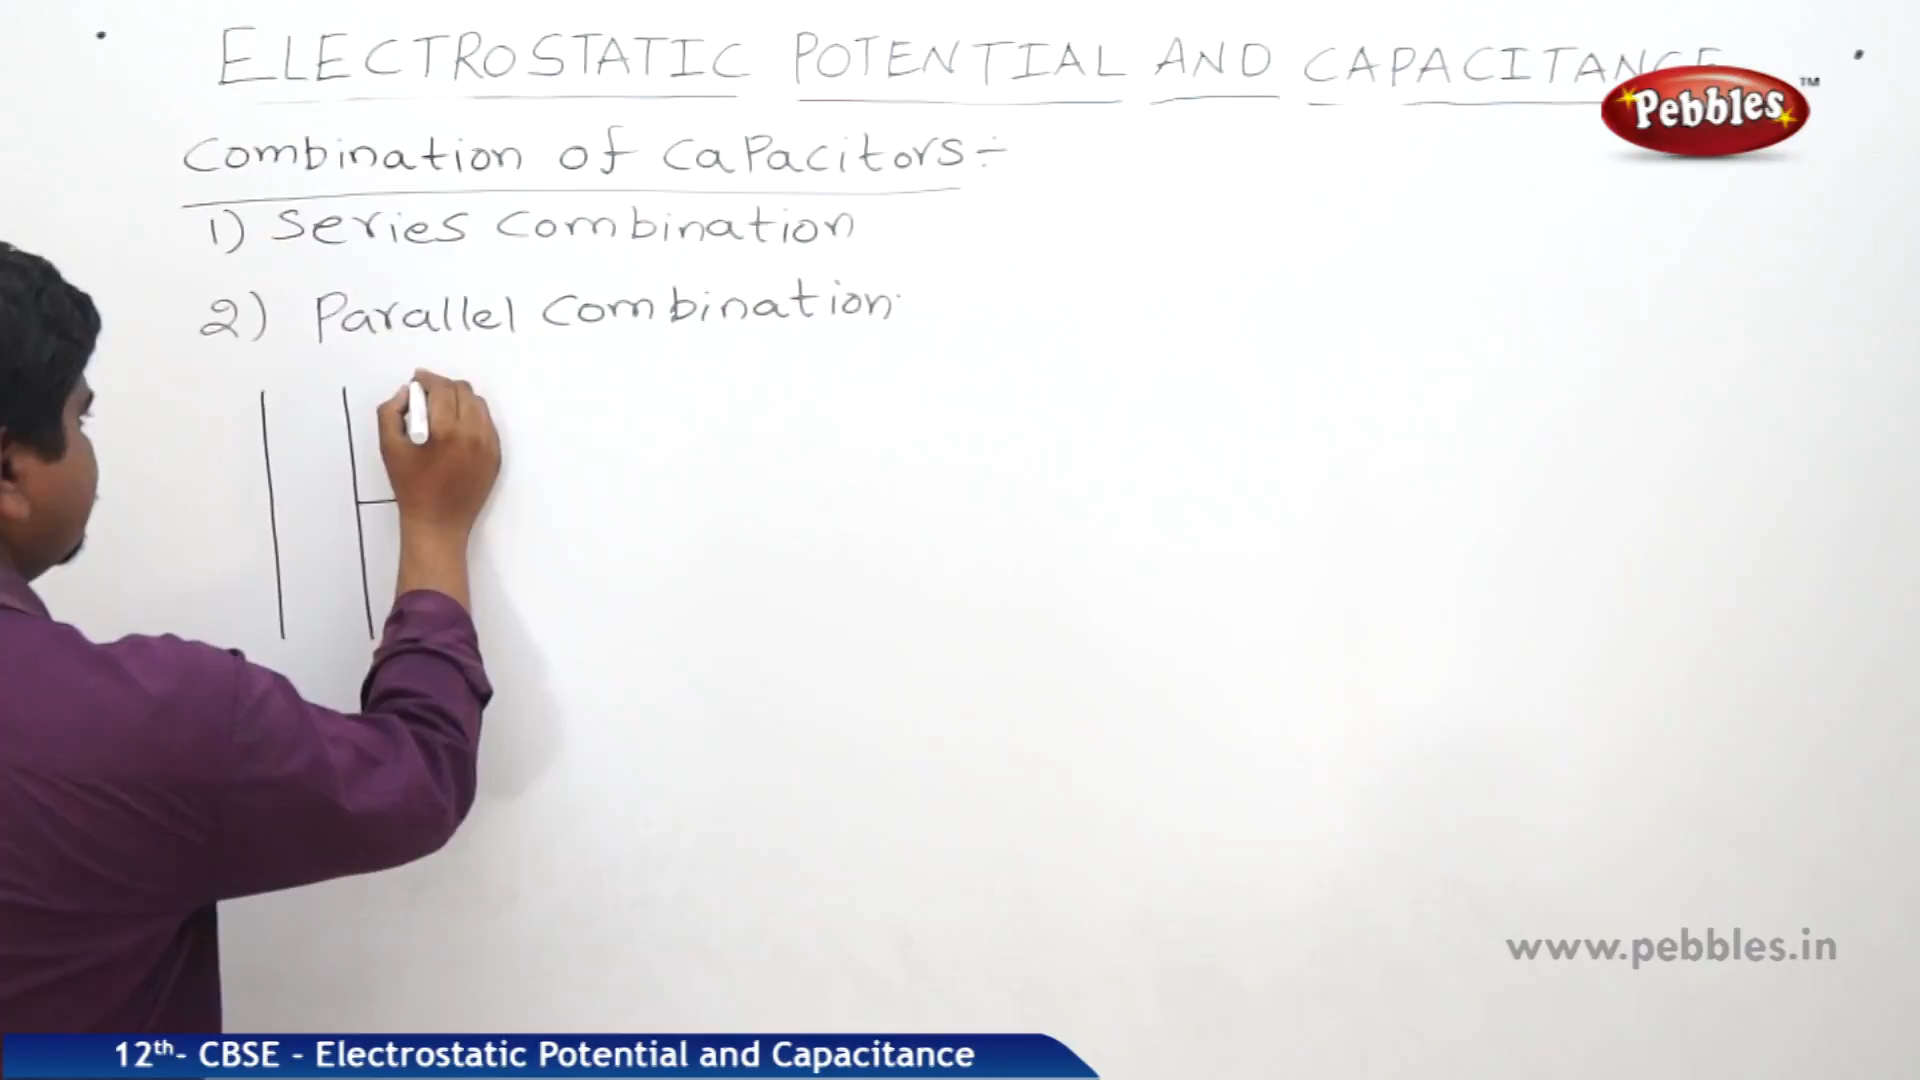 ELECTROSTATIC POTENTIAL AND CAPACITANCE
Pebbles™
Combination of Capacitors:-
1) Series Combination
2) Parallel Combination.
www.pebbles.in
12th- CBSE - Electrostatic Potential and Capacitance